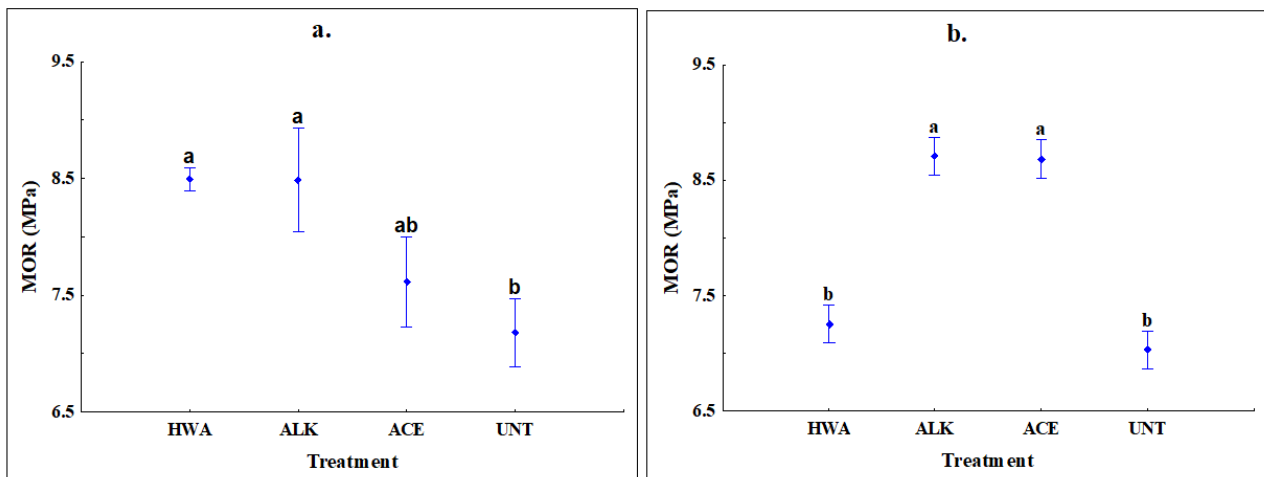 a.
9.5
8.5
7.5
6.5
MOR (MPa)
a
a
ab
b
HWA ALK ACE UNT
Treatment
b.
9.5
8.5
7.5
6.5
MOR (MPa)
b
a
a
b
HWA ALK ACE UNT
Treatment